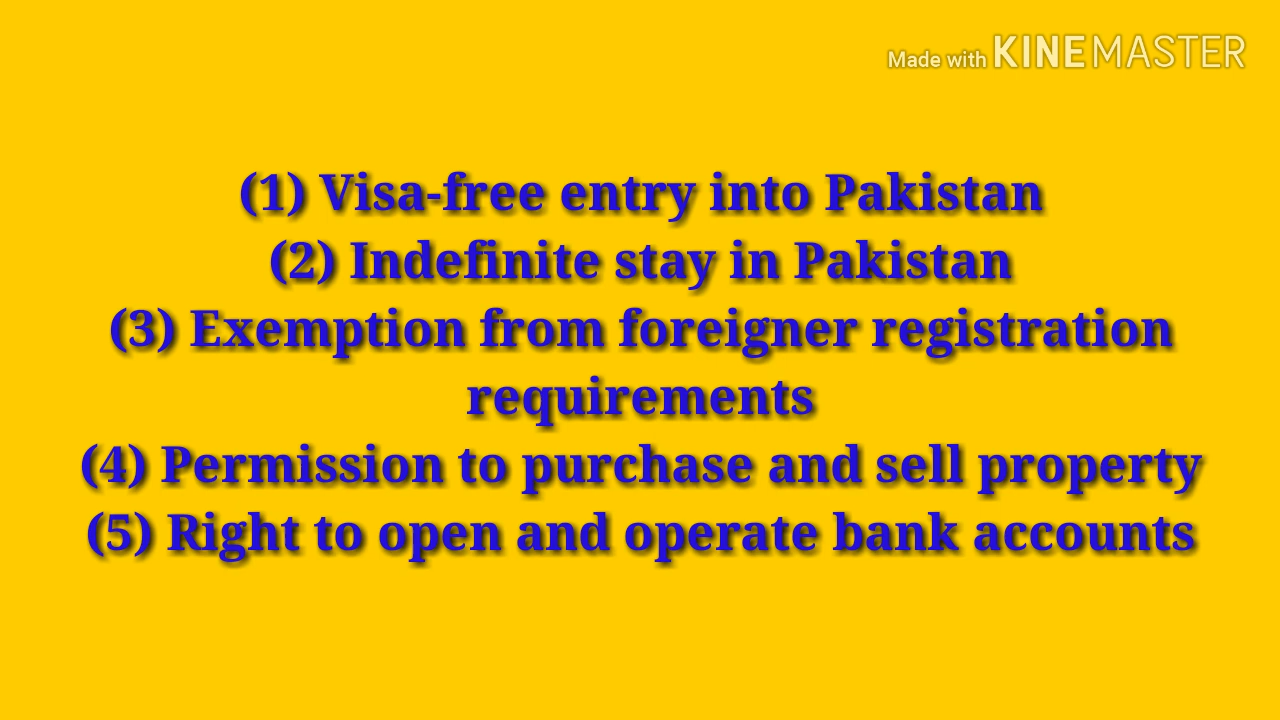 Made with KINEMASTER
(1) Visa-free entry into Pakistan
(2) Indefinite stay in Pakistan
(3) Exemption from foreigner registration
requirements
(4) Permission to purchase and sell property
(5) Right to open and operate bank accounts